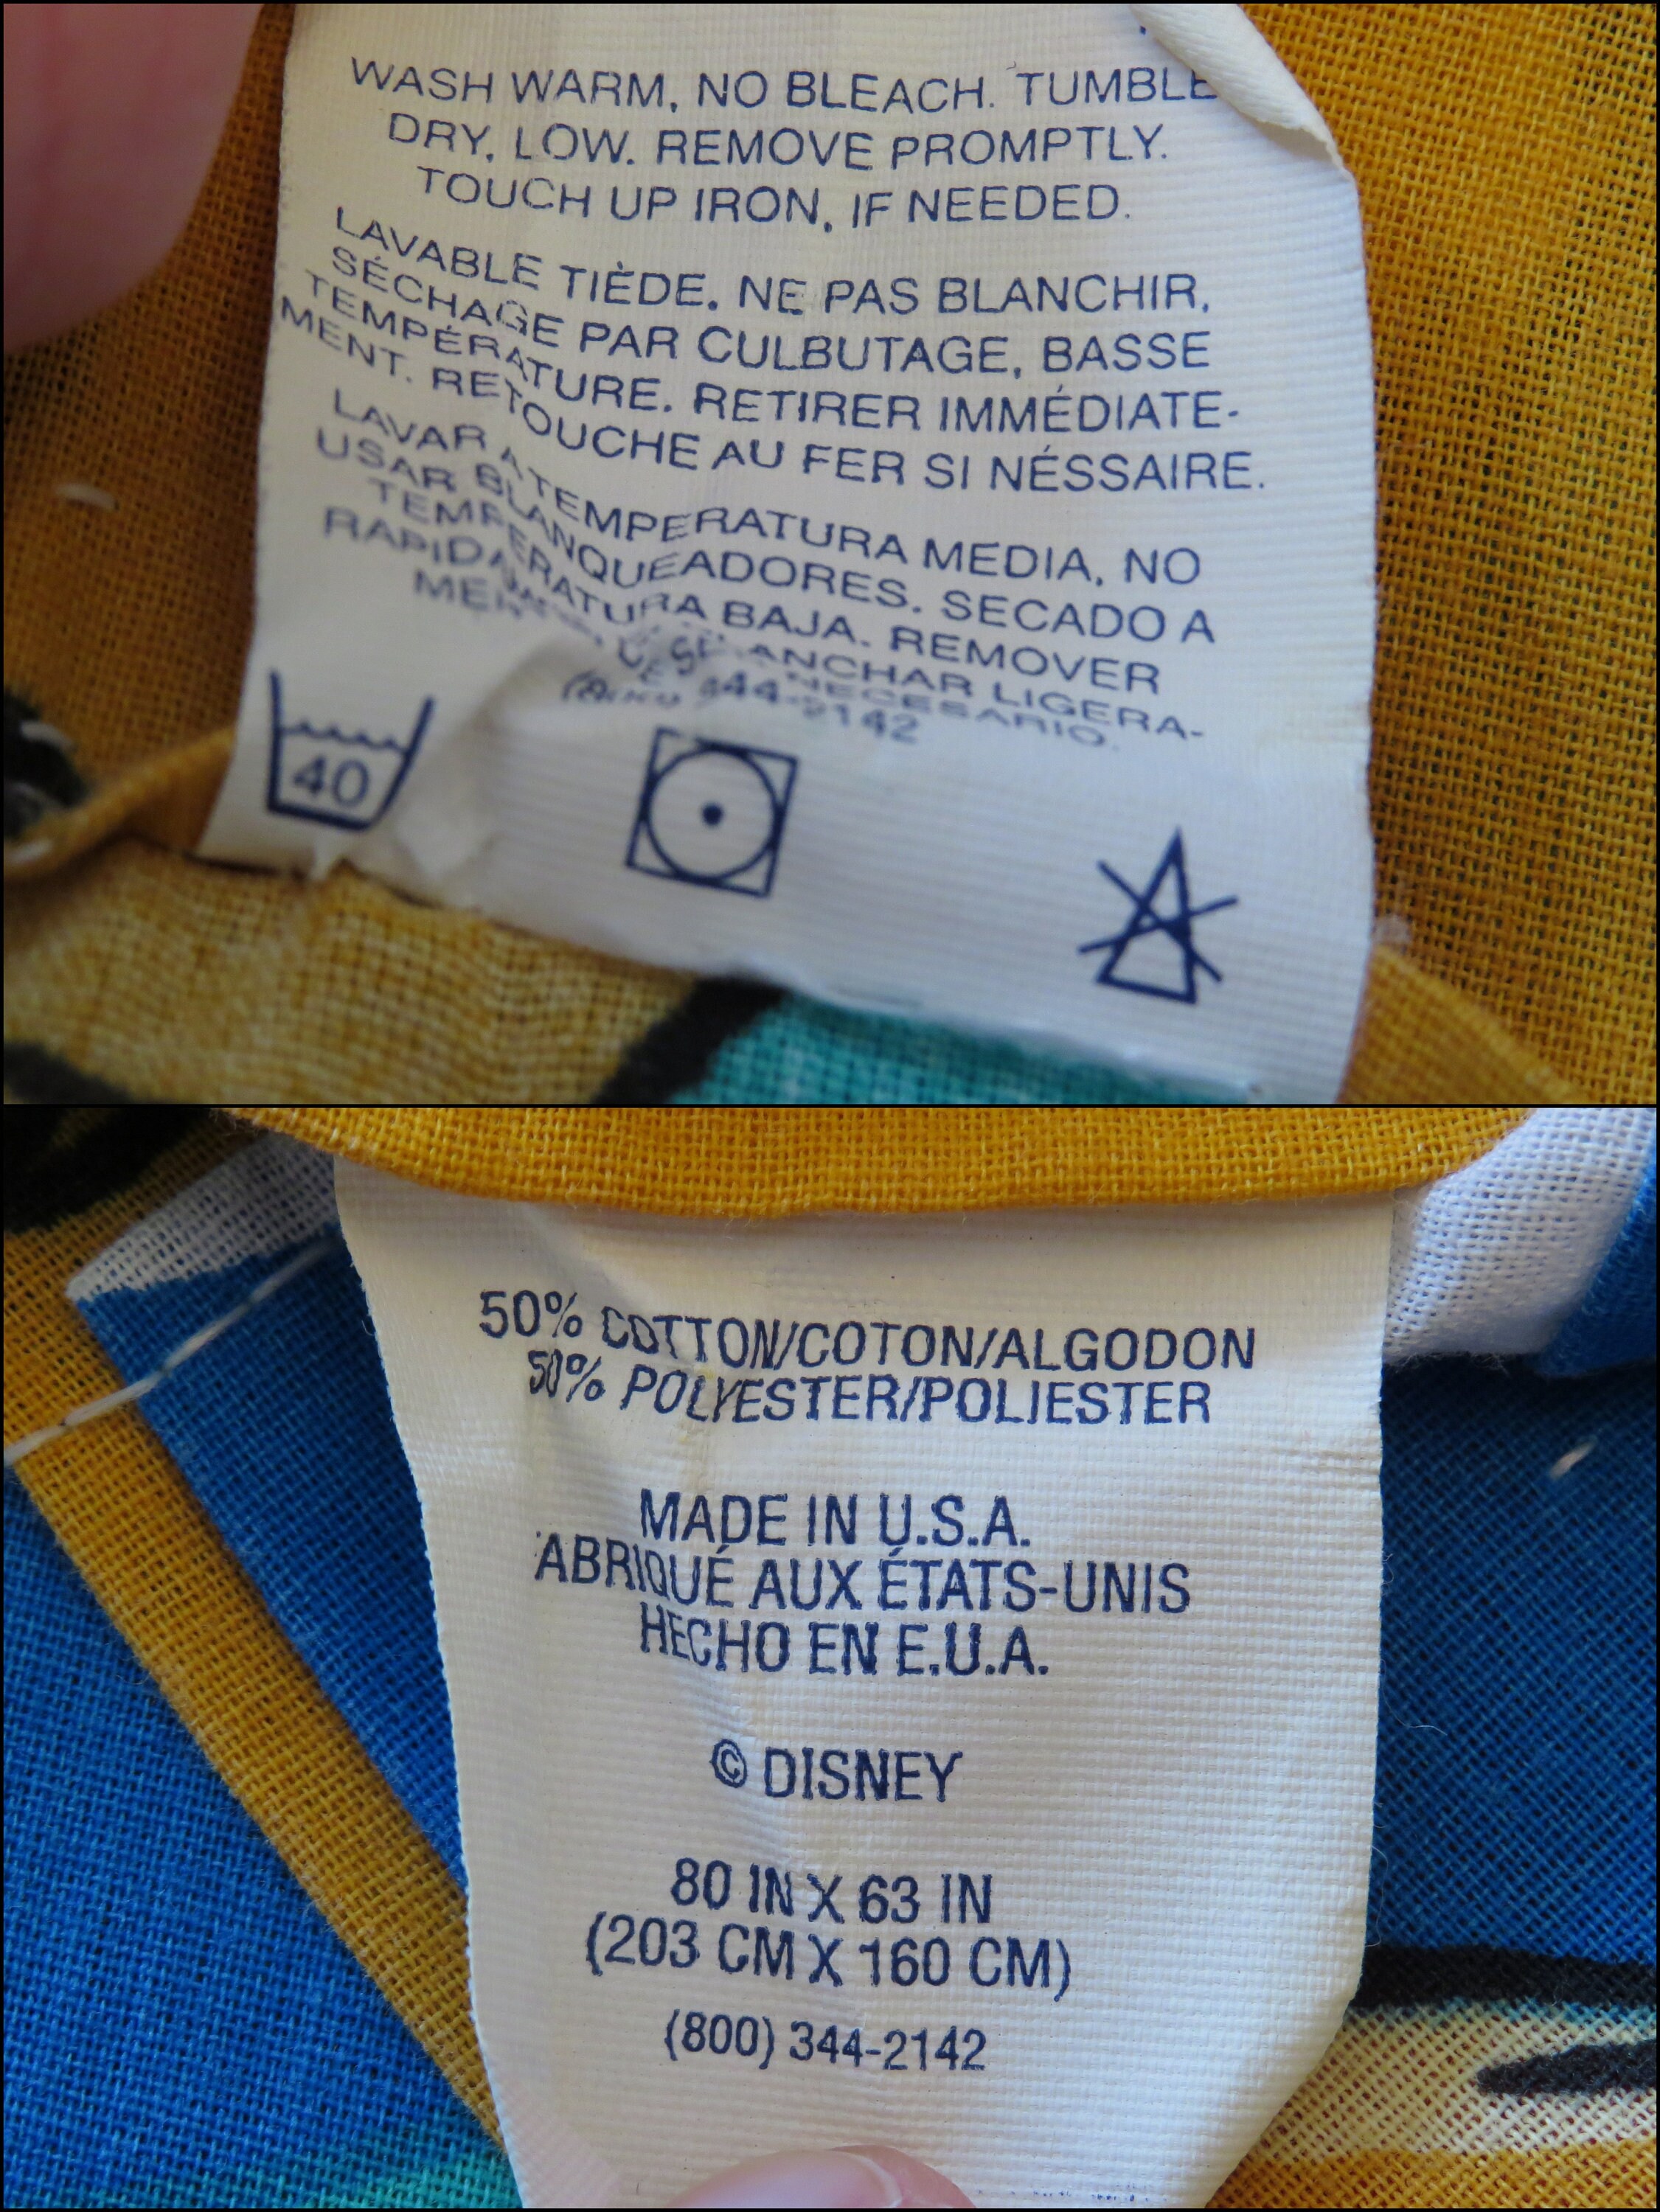 WASH WARM, NO BLEACH. TUMBLE
DRY, LOW. REMOVE PROMPTLY.
TOUCH UP IRON, IF NEEDED.
LAVABLE TIÈDE. NE PAS BLANCHIR.
SÉCHAGE PAR CULBUTAGE, BASSE
TEMPÉRATURE. RETIRER IMMÉDIATE-
MENT. RETOUCHE AU FER SI NÉSSAIRE.
LAVAR A TEMPERATURA MEDIA, NO
USAR BLANQUEADORES. SECADO A
TEMPERATURA BAJA. REMOVER
PLANCHAR LIGERA-
NECESARIO.
344-2142
40
50% COTTON/COTON/ALGODON
50% POLYESTER/POLIESTER
MADE IN U.S.A.
ABRIQUÉ AUX ÉTATS-UNIS
HECHO EN E.U.A.
© DISNEY
80 IN X 63 IN
(203 CM X 160 CM)
(800) 344-2142